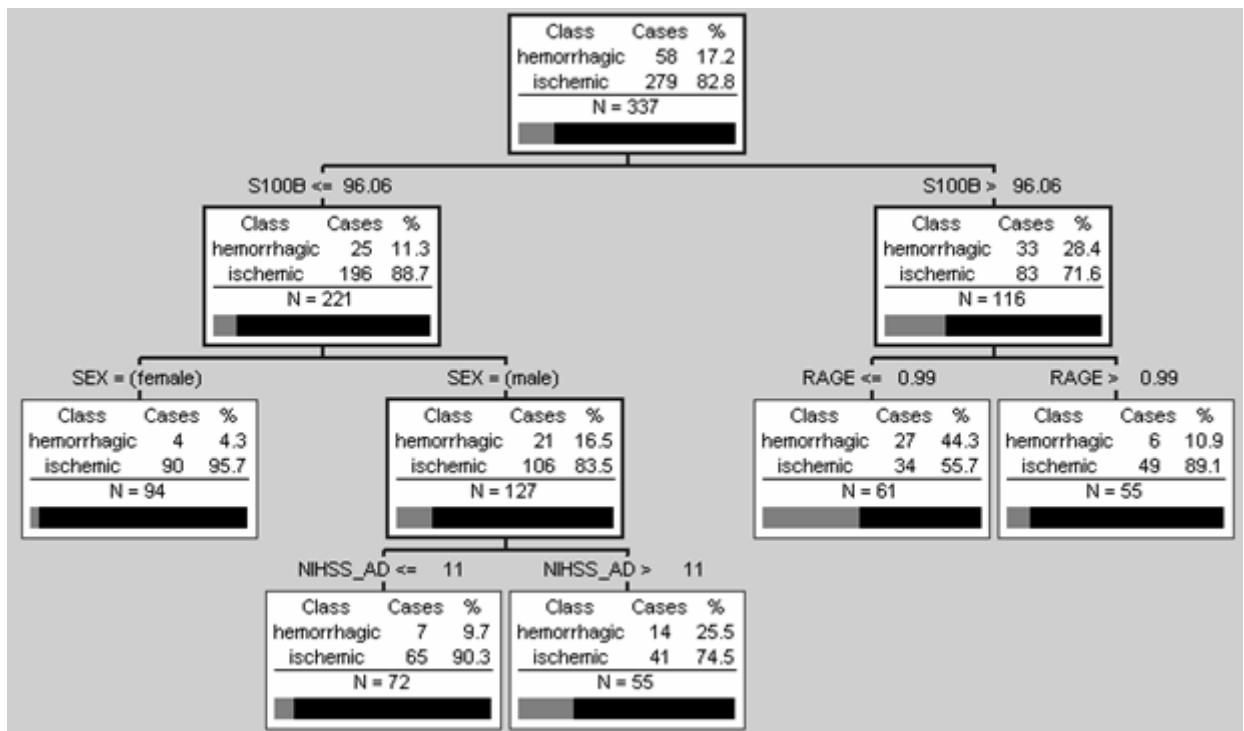 Class Cases %
hemorrhagic 58 17.2
ischemic 279 82.8
N = 337
S100B <= 96.06
S100B > 96.06
Class Cases %
hemorrhagic 25 11.3
ischemic 196 88.7
N = 221
Class Cases %
hemorrhagic 33 28.4
ischemic 83 71.6
N = 116
SEX = (female)
SEX = (male)
RAGE <= 0.99
RAGE > 0.99
Class Cases %
hemorrhagic 4 4.3
ischemic 90 95.7
N = 94
Class Cases %
hemorrhagic 21 16.5
ischemic 106 83.5
N = 127
Class Cases %
hemorrhagic 27 44.3
ischemic 34 55.7
N = 61
Class Cases %
hemorrhagic 6 10.9
ischemic 49 89.1
N = 55
NIHSS_AD <= 11
NIHSS_AD > 11
Class Cases %
hemorrhagic 7 9.7
ischemic 65 90.3
N = 72
Class Cases %
hemorrhagic 14 25.5
ischemic 41 74.5
N = 55